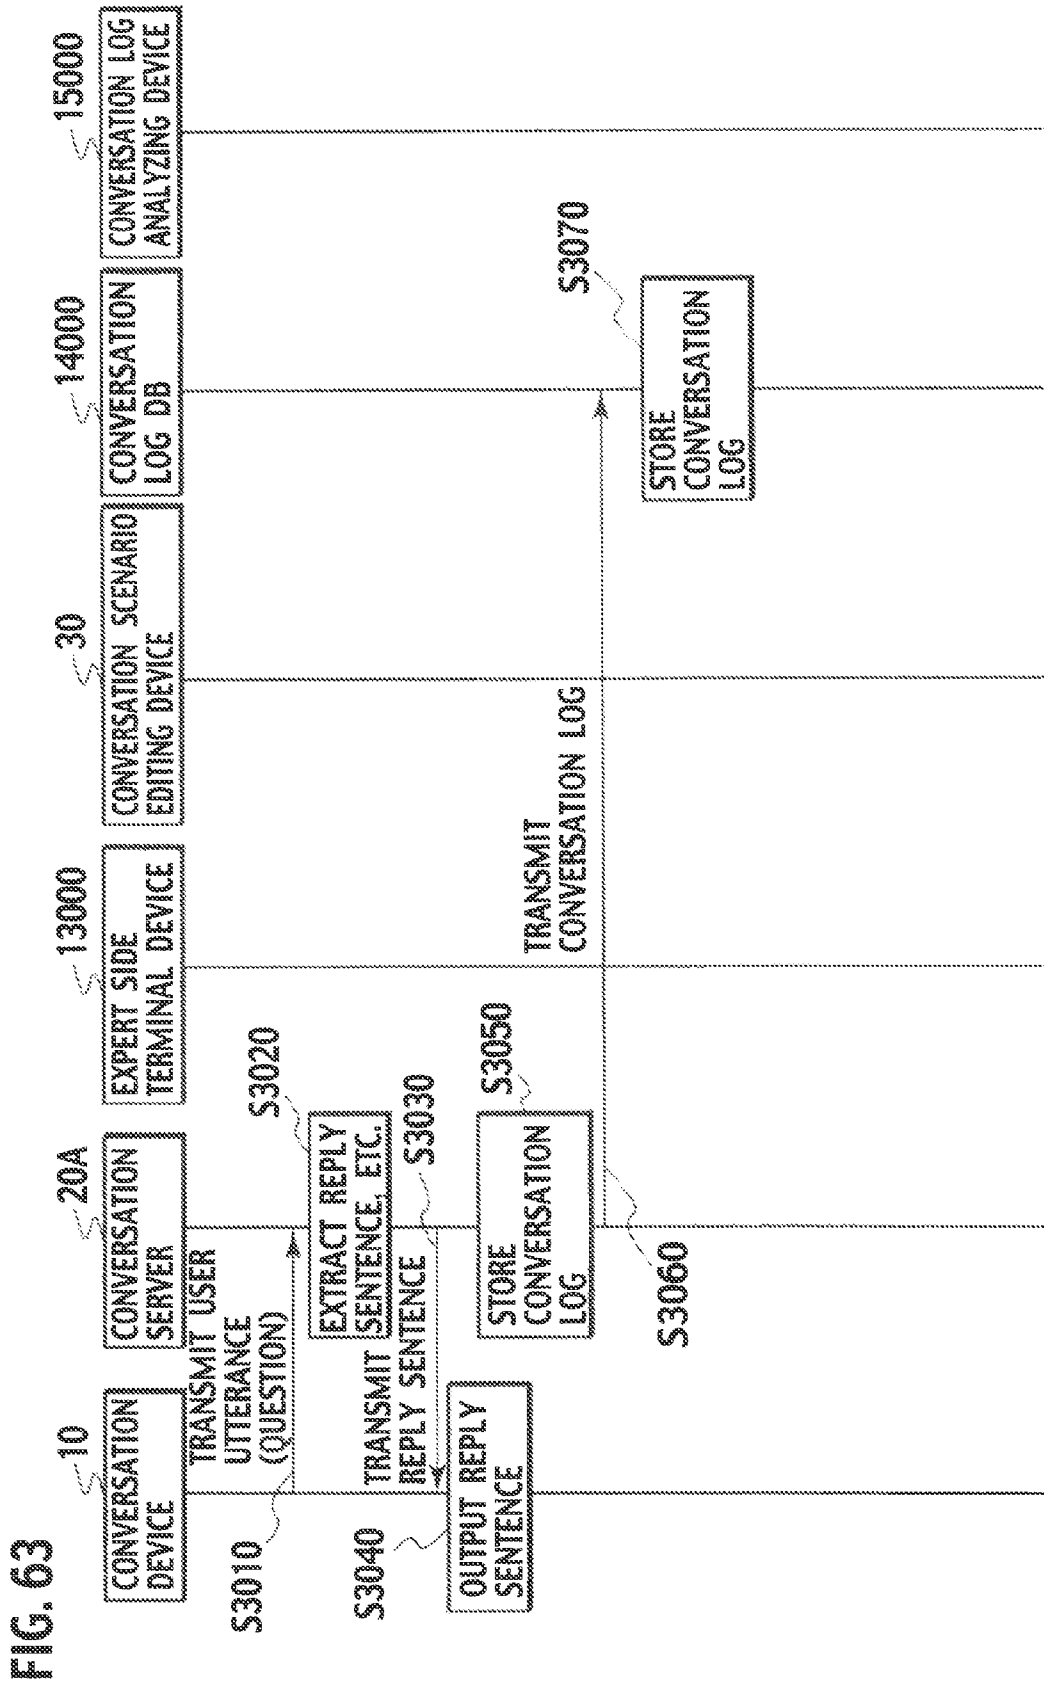 FIG. 63
10
CONVERSATION
DEVICE
20A
CONVERSATION
SERVER
13000
EXPERT SIDE
TERMINAL DEVICE
30
CONVERSATION SCENARIO
EDITING DEVICE
14000
CONVERSATION
LOG DB
15000
CONVERSATION LOG
ANALYZING DEVICE
S3010
TRANSMIT USER
UTTERANCE
(QUESTION)
S3020
EXTRACT REPLY
SENTENCE, ETC.
TRANSMIT
REPLY SENTENCE
S3030
S3040
OUTPUT REPLY
SENTENCE
S3050
STORE
CONVERSATION
LOG
TRANSMIT
CONVERSATION LOG
S3060
S3070
STORE
CONVERSATION
LOG